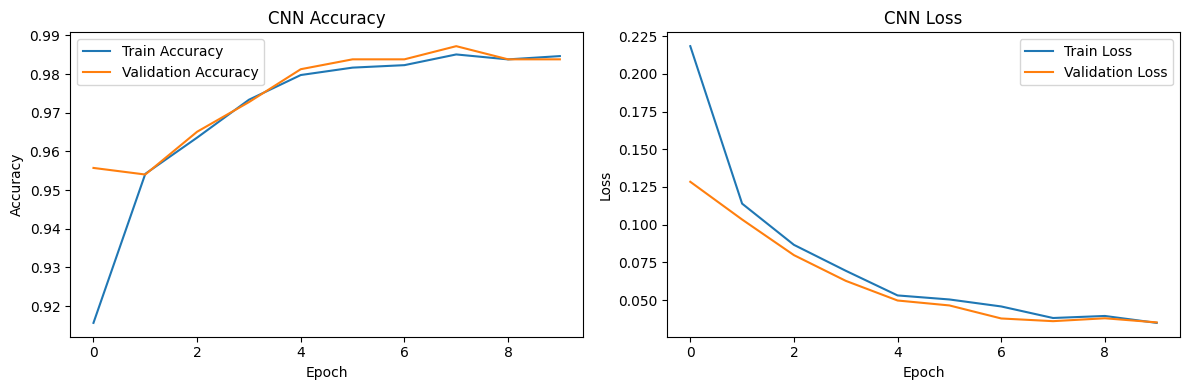 CNN Accuracy
Train Accuracy
Validation Accuracy
Accuracy
0.99
0.98
0.97
0.96
0.95
0.94
0.93
0.92
0 2 4 6 8
Epoch
CNN Loss
Train Loss
Validation Loss
Loss
0.225
0.200
0.175
0.150
0.125
0.100
0.075
0.050
0 2 4 6 8
Epoch